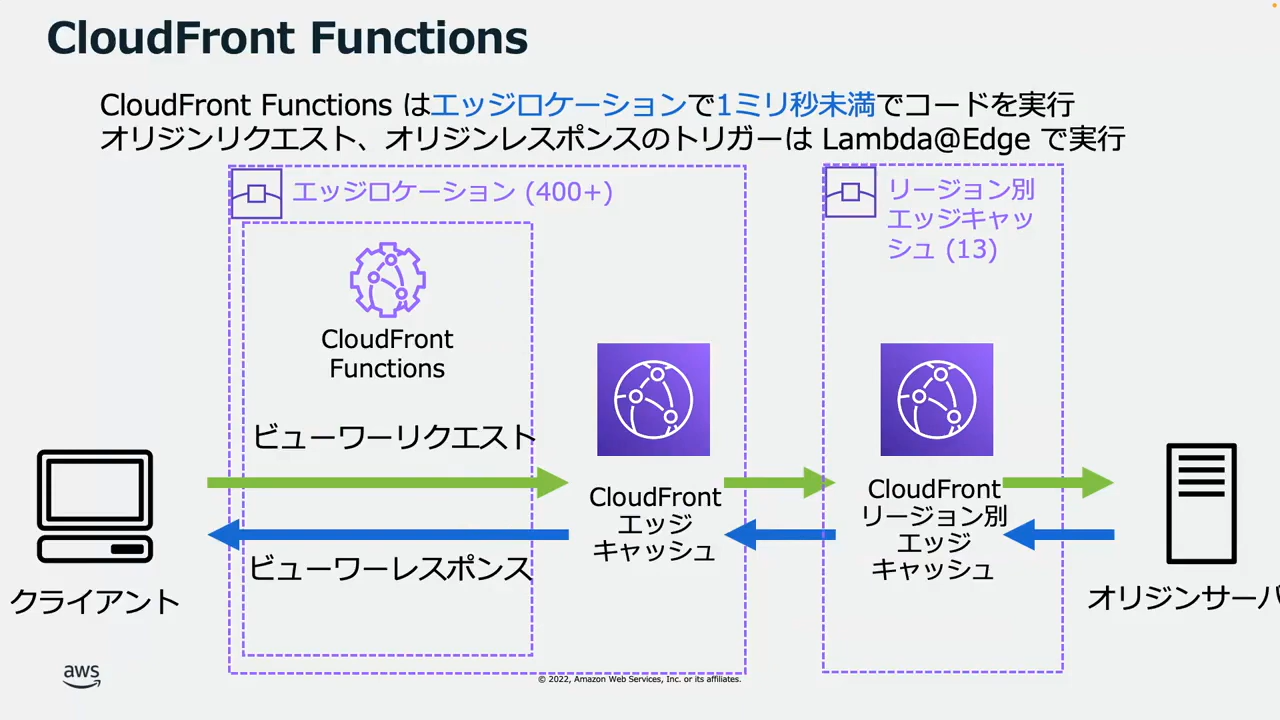 CloudFront Functions
CloudFront Functions はエッジロケーションで1ミリ秒未満でコードを実行
オリジンリクエスト、オリジンレスポンスのトリガーは Lambda@Edge で実行
エッジロケーション (400+)
CloudFront
Functions
ビューワーリクエスト
ビューワーレスポンス
クライアント
CloudFront
エッジ
キャッシュ
リージョン別
エッジキャッ
シュ (13)
CloudFront
リージョン別
エッジ
キャッシュ
オリジンサーバ
aws
© 2022, Amazon Web Services, Inc. or its affiliates.